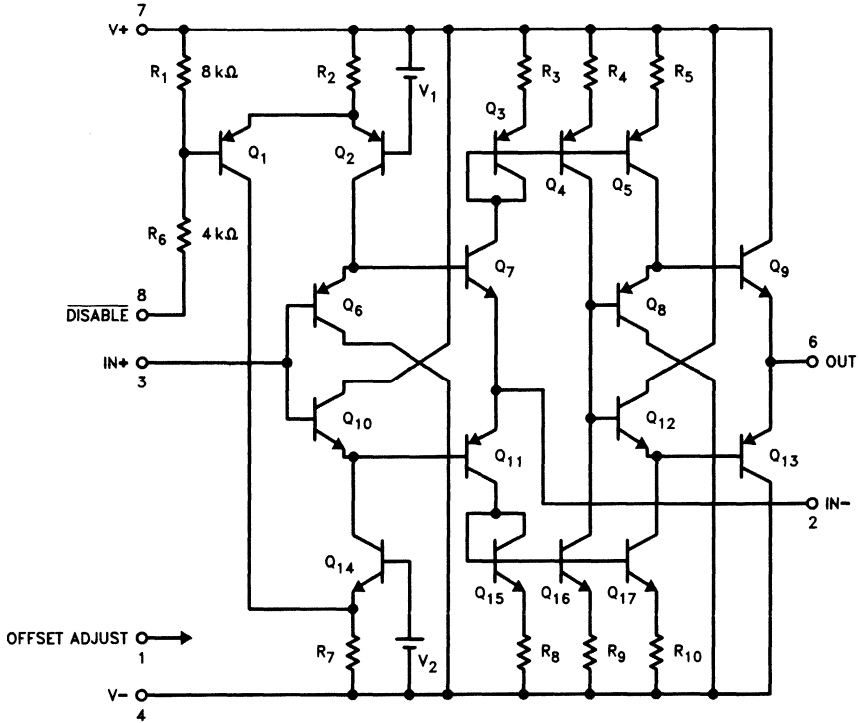 7
V+
R1 8 kΩ
R2
V1
R3
R4
R5
Q3
Q1
Q2
Q4
Q5
R6 4 kΩ
Q7
Q9
8
DISABLE
Q6
Q8
6
OUT
IN+
3
Q10
Q12
Q11
Q13
IN-
2
Q14
Q15
Q16
Q17
OFFSET ADJUST
1
R7
V2
R8
R9
R10
V-
4